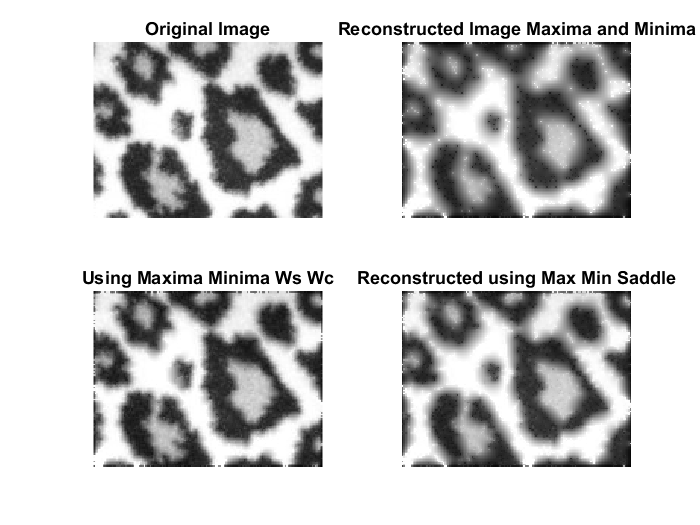 Original Image
Reconstructed Image Maxima and Minima
Using Maxima Minima Ws Wc
Reconstructed using Max Min Saddle